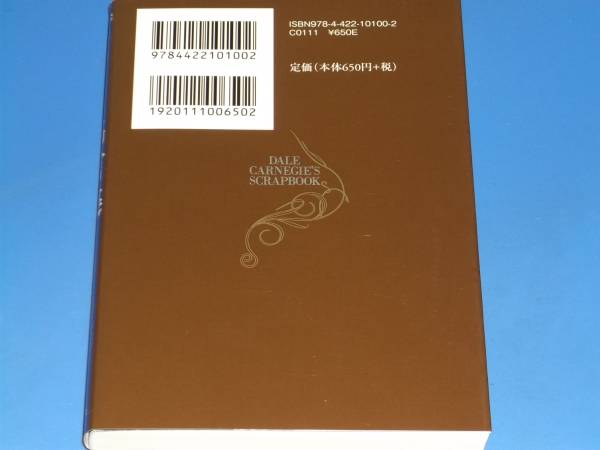 ISBN978-4-422-10100-2
C0111 ¥650E
9784422101002
定価(本体650円+税)
1920111006502
DALE
CARNEGIE'S
SCRAPBOOK